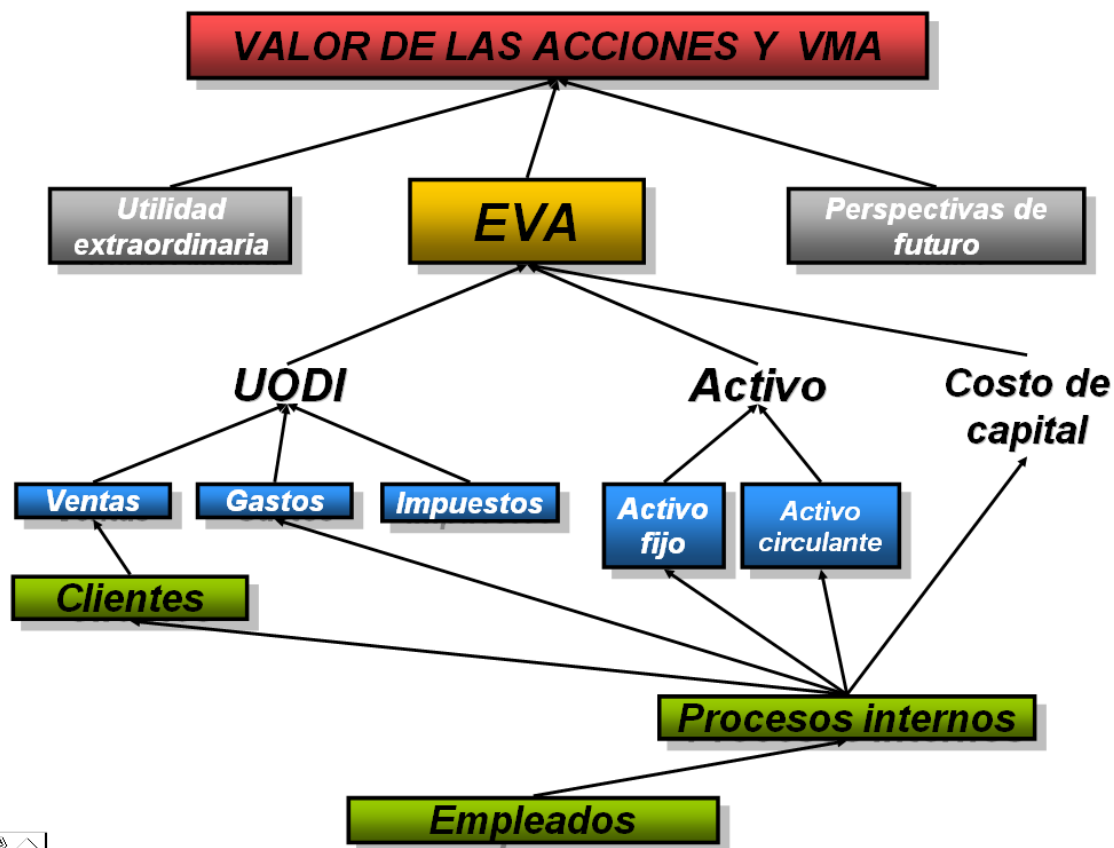 VALOR DE LAS ACCIONES Y VMA
Utilidad
extraordinaria
EVA
Perspectivas de
futuro
UODI
Activo
Costo de
capital
Ventas
Gastos
Impuestos
Activo
fijo
Activo
circulante
Clientes
Procesos internos
Empleados